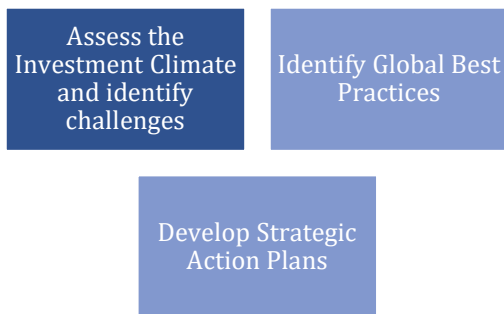 Assess the
Investment Climate
and identify
challenges
Identify Global Best
Practices
Develop Strategic
Action Plans